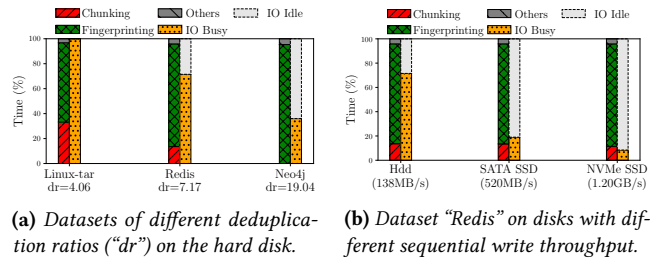 Chunking Others IO Idle
Fingerprinting IO Busy
Time (%)
100
80
60
40
20
0
Linux-tar Redis Neo4j
dr=4.06 dr=7.17 dr=19.04
(a) Datasets of different deduplica-
tion ratios (“dr”) on the hard disk.
Chunking Others IO Idle
Fingerprinting IO Busy
Time (%)
100
80
60
40
20
0
Hdd SATA SSD NVMe SSD
(138MB/s) (520MB/s) (1.20GB/s)
(b) Dataset “Redis” on disks with dif-
ferent sequential write throughput.